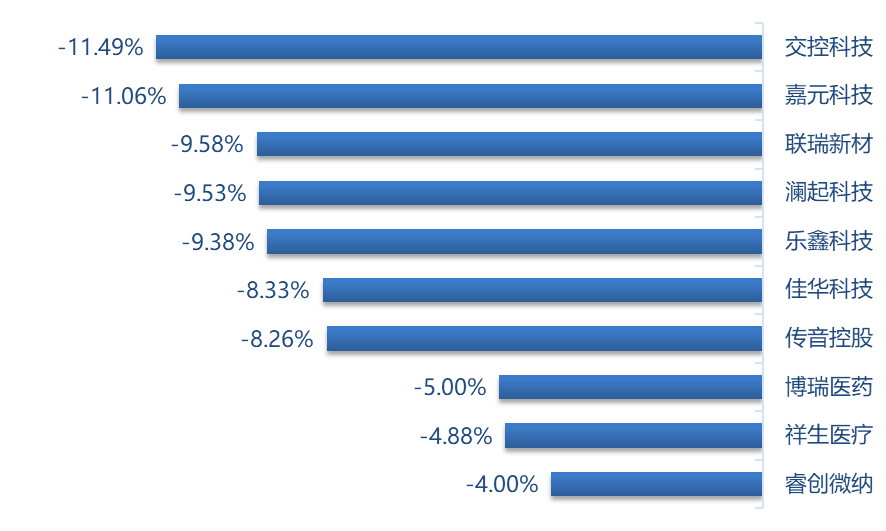 -11.49% 交控科技
-11.06% 嘉元科技
-9.58% 联瑞新材
-9.53% 澜起科技
-9.38% 乐鑫科技
-8.33% 佳华科技
-8.26% 传音控股
-5.00% 博瑞医药
-4.88% 祥生医疗
-4.00% 睿创微纳